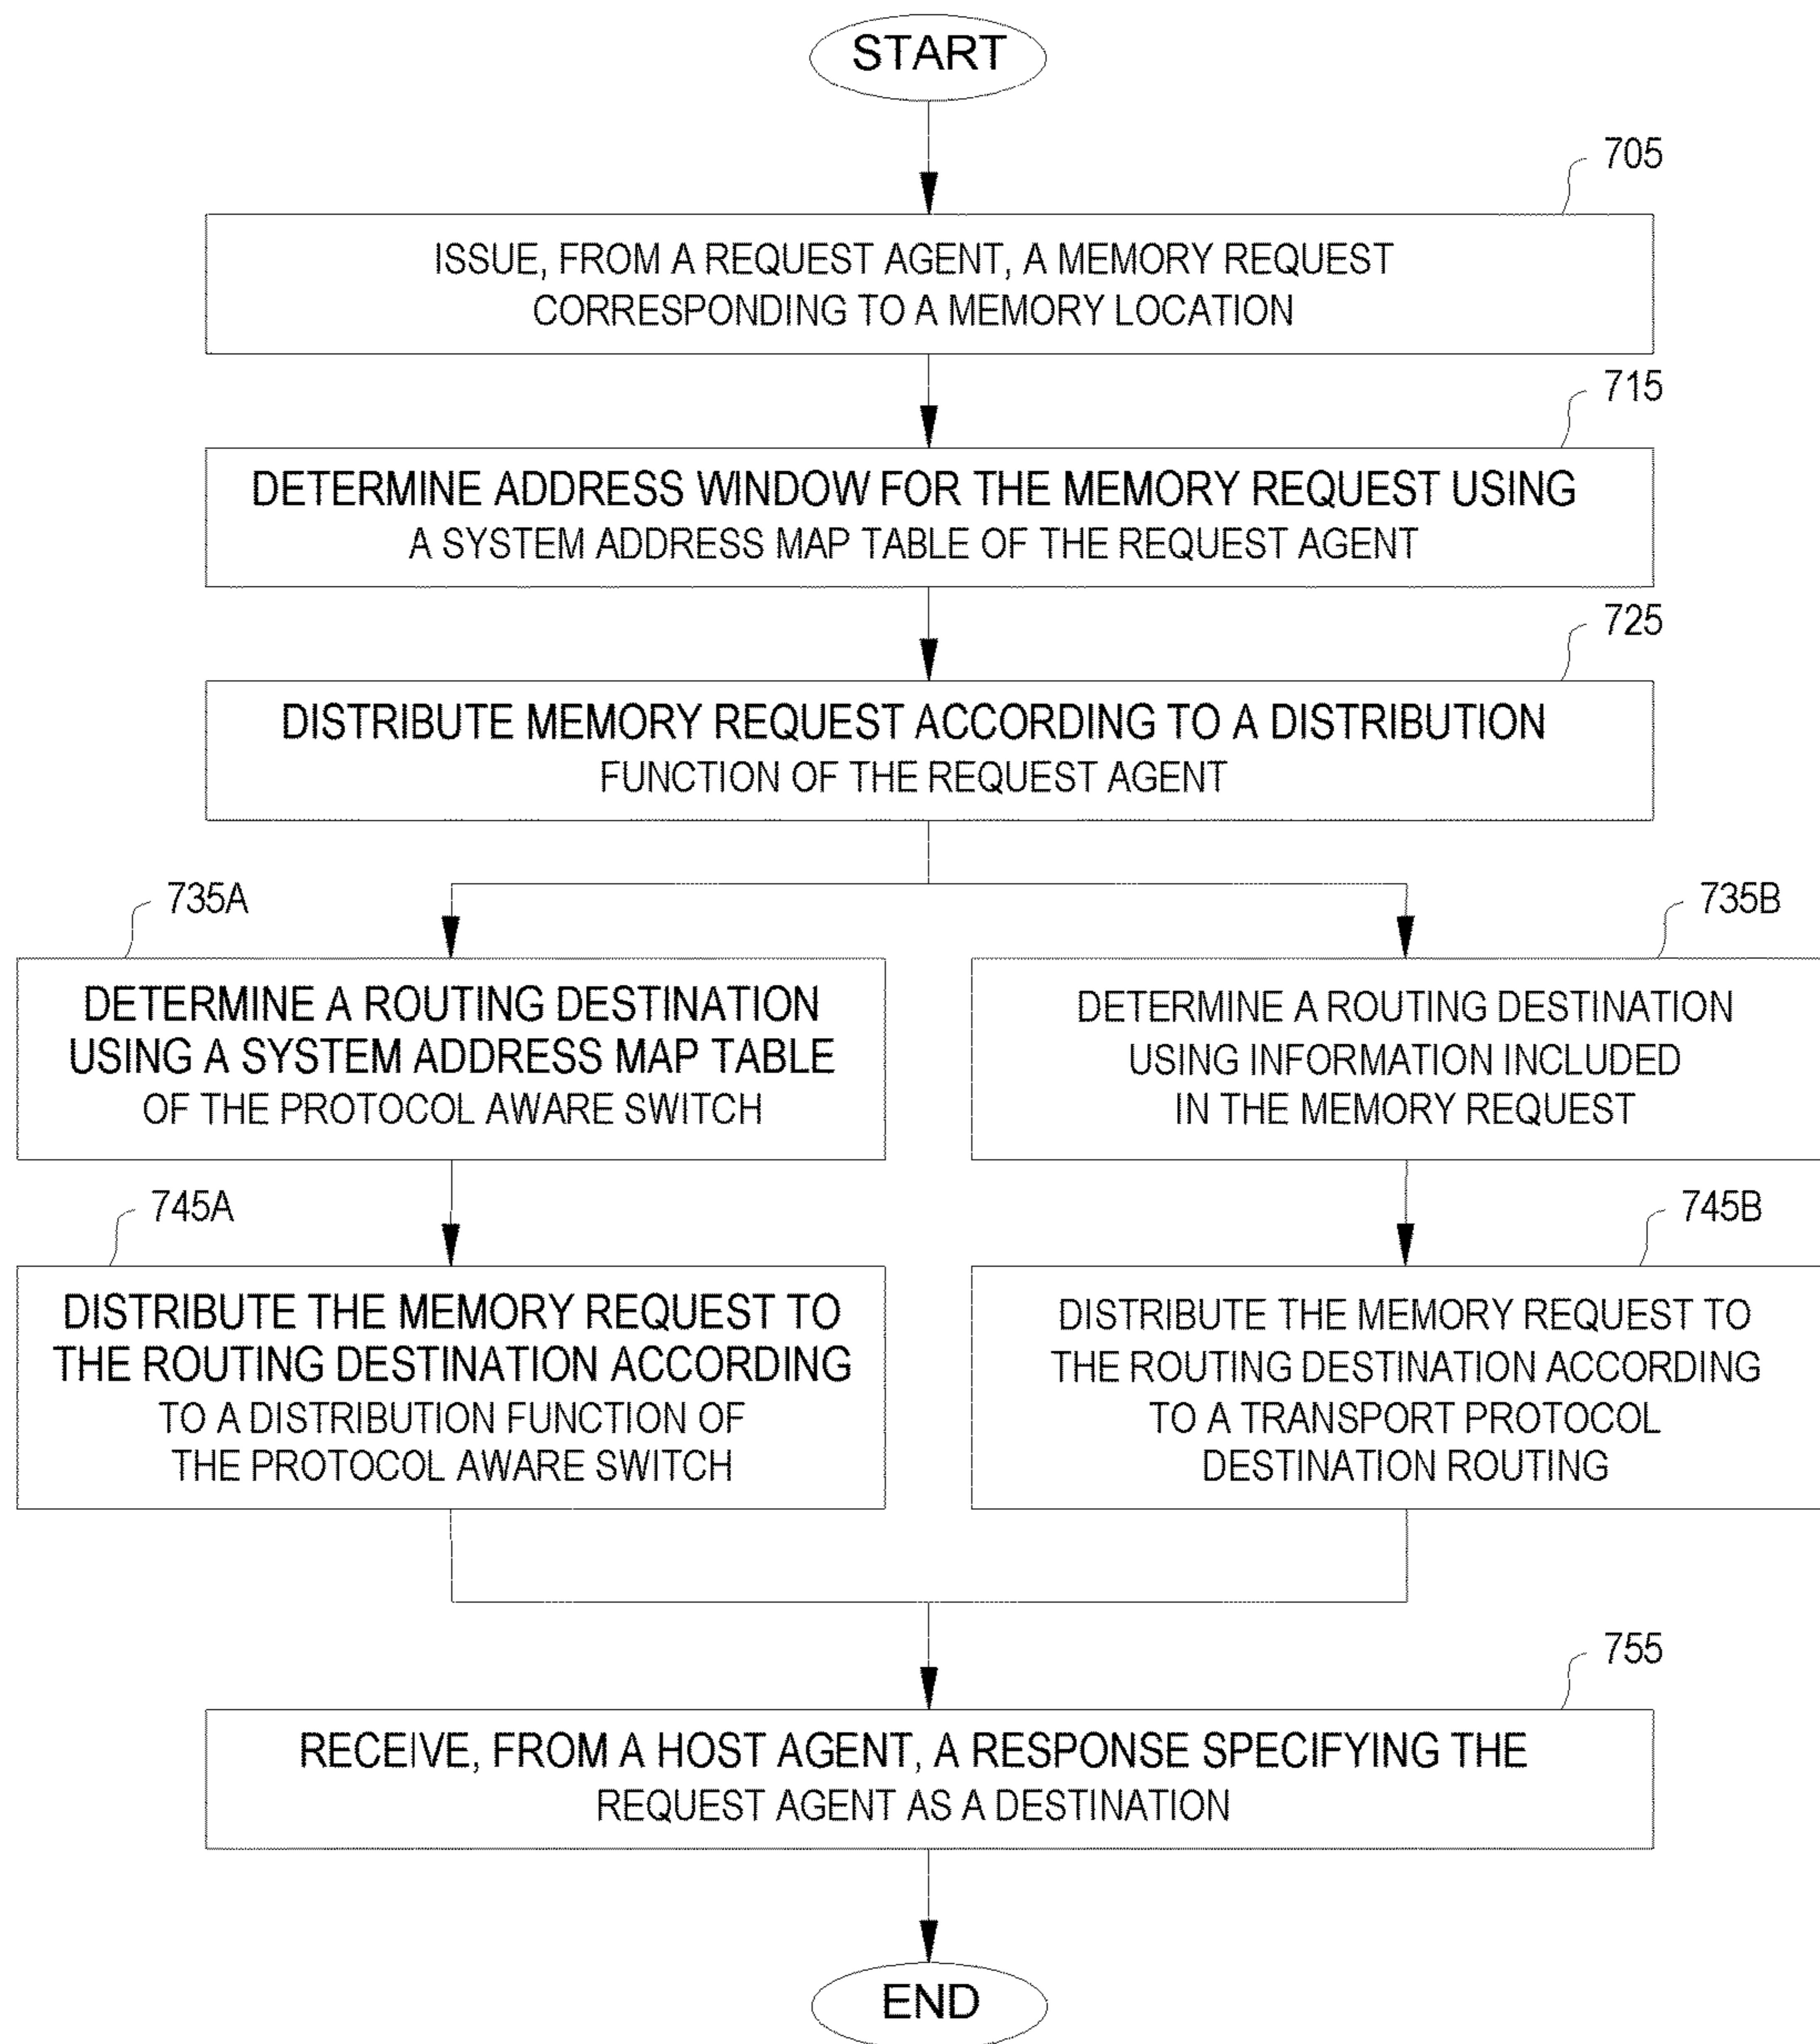 START
705
ISSUE, FROM A REQUEST AGENT, A MEMORY REQUEST
CORRESPONDING TO A MEMORY LOCATION
715
DETERMINE ADDRESS WINDOW FOR THE MEMORY REQUEST USING
A SYSTEM ADDRESS MAP TABLE OF THE REQUEST AGENT
725
DISTRIBUTE MEMORY REQUEST ACCORDING TO A DISTRIBUTION
FUNCTION OF THE REQUEST AGENT
735A
DETERMINE A ROUTING DESTINATION
USING A SYSTEM ADDRESS MAP TABLE
OF THE PROTOCOL AWARE SWITCH
735B
DETERMINE A ROUTING DESTINATION
USING INFORMATION INCLUDED
IN THE MEMORY REQUEST
745A
DISTRIBUTE THE MEMORY REQUEST TO
THE ROUTING DESTINATION ACCORDING
TO A DISTRIBUTION FUNCTION OF
THE PROTOCOL AWARE SWITCH
745B
DISTRIBUTE THE MEMORY REQUEST TO
THE ROUTING DESTINATION ACCORDING
TO A TRANSPORT PROTOCOL
DESTINATION ROUTING
755
RECEIVE, FROM A HOST AGENT, A RESPONSE SPECIFYING THE
REQUEST AGENT AS A DESTINATION
END